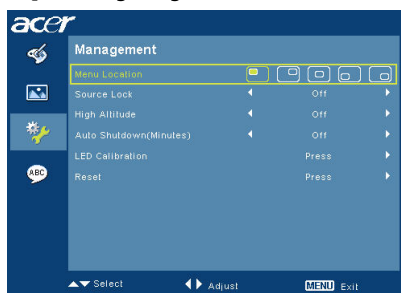 acer
Management
Menu Location
Source Lock Off
High Altitude Off
Auto Shutdown(Minutes) Off
LED Calibration Press
ABC
Reset Press
Select Adjust MENU Exit